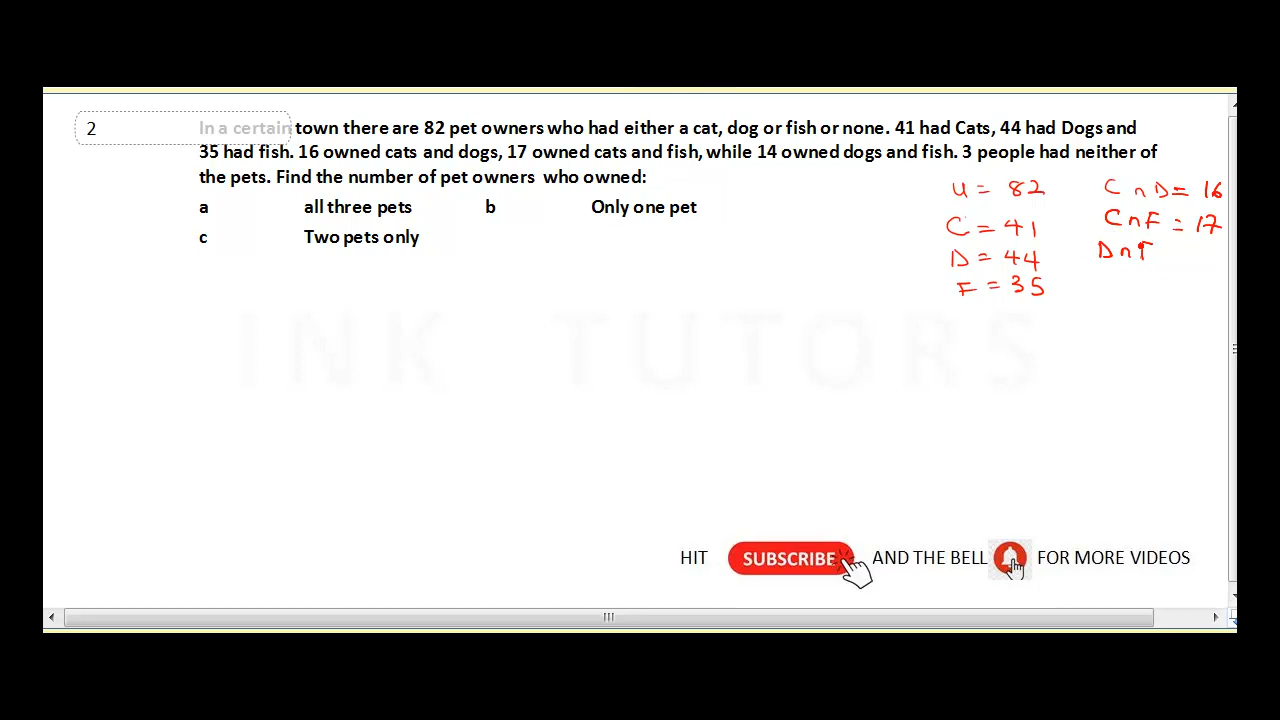 2 In a certain town there are 82 pet owners who had either a cat, dog or fish or none. 41 had Cats, 44 had Dogs and
35 had fish. 16 owned cats and dogs, 17 owned cats and fish, while 14 owned dogs and fish. 3 people had neither of
the pets. Find the number of pet owners who owned:
a all three pets b Only one pet
c Two pets only
U = 82 C n D = 16
C = 41 C n F = 17
D = 44 D n F
F = 35
INK TUTORS
HIT SUBSCRIBE AND THE BELL FOR MORE VIDEOS